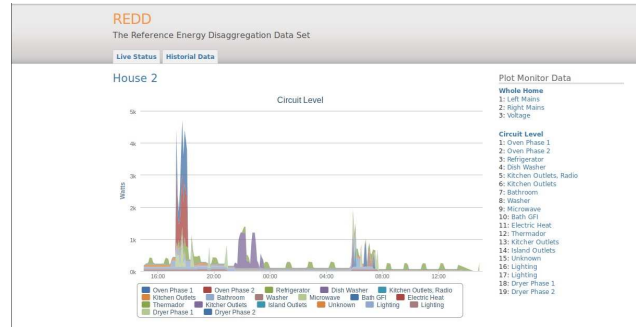 REDD
The Reference Energy Disaggregation Data Set
Live Status Historial Data
House 2
Circuit Level
5k
4k
3k
2k
1k
0k
Watts
16:00 20:00 00:00 04:00 08:00 12:00
Oven Phase 1 Oven Phase 2 Refrigerator Dish Washer Kitchen Outlets, Radio
Kitchen Outlets Bathroom Washer Microwave Bath GFI Electric Heat
Thermador Kitcher Outlets Island Outlets Unknown Lighting Lighting
Dryer Phase 1 Dryer Phase 2
Plot Monitor Data
Whole Home
1: Left Mains
2: Right Mains
3: Voltage
Circuit Level
1: Oven Phase 1
2: Oven Phase 2
3: Refrigerator
4: Dish Washer
5: Kitchen Outlets, Radio
6: Kitchen Outlets
7: Bathroom
8: Washer
9: Microwave
10: Bath GFI
11: Electric Heat
12: Thermador
13: Kitcher Outlets
14: Island Outlets
15: Unknown
16: Lighting
17: Lighting
18: Dryer Phase 1
19: Dryer Phase 2